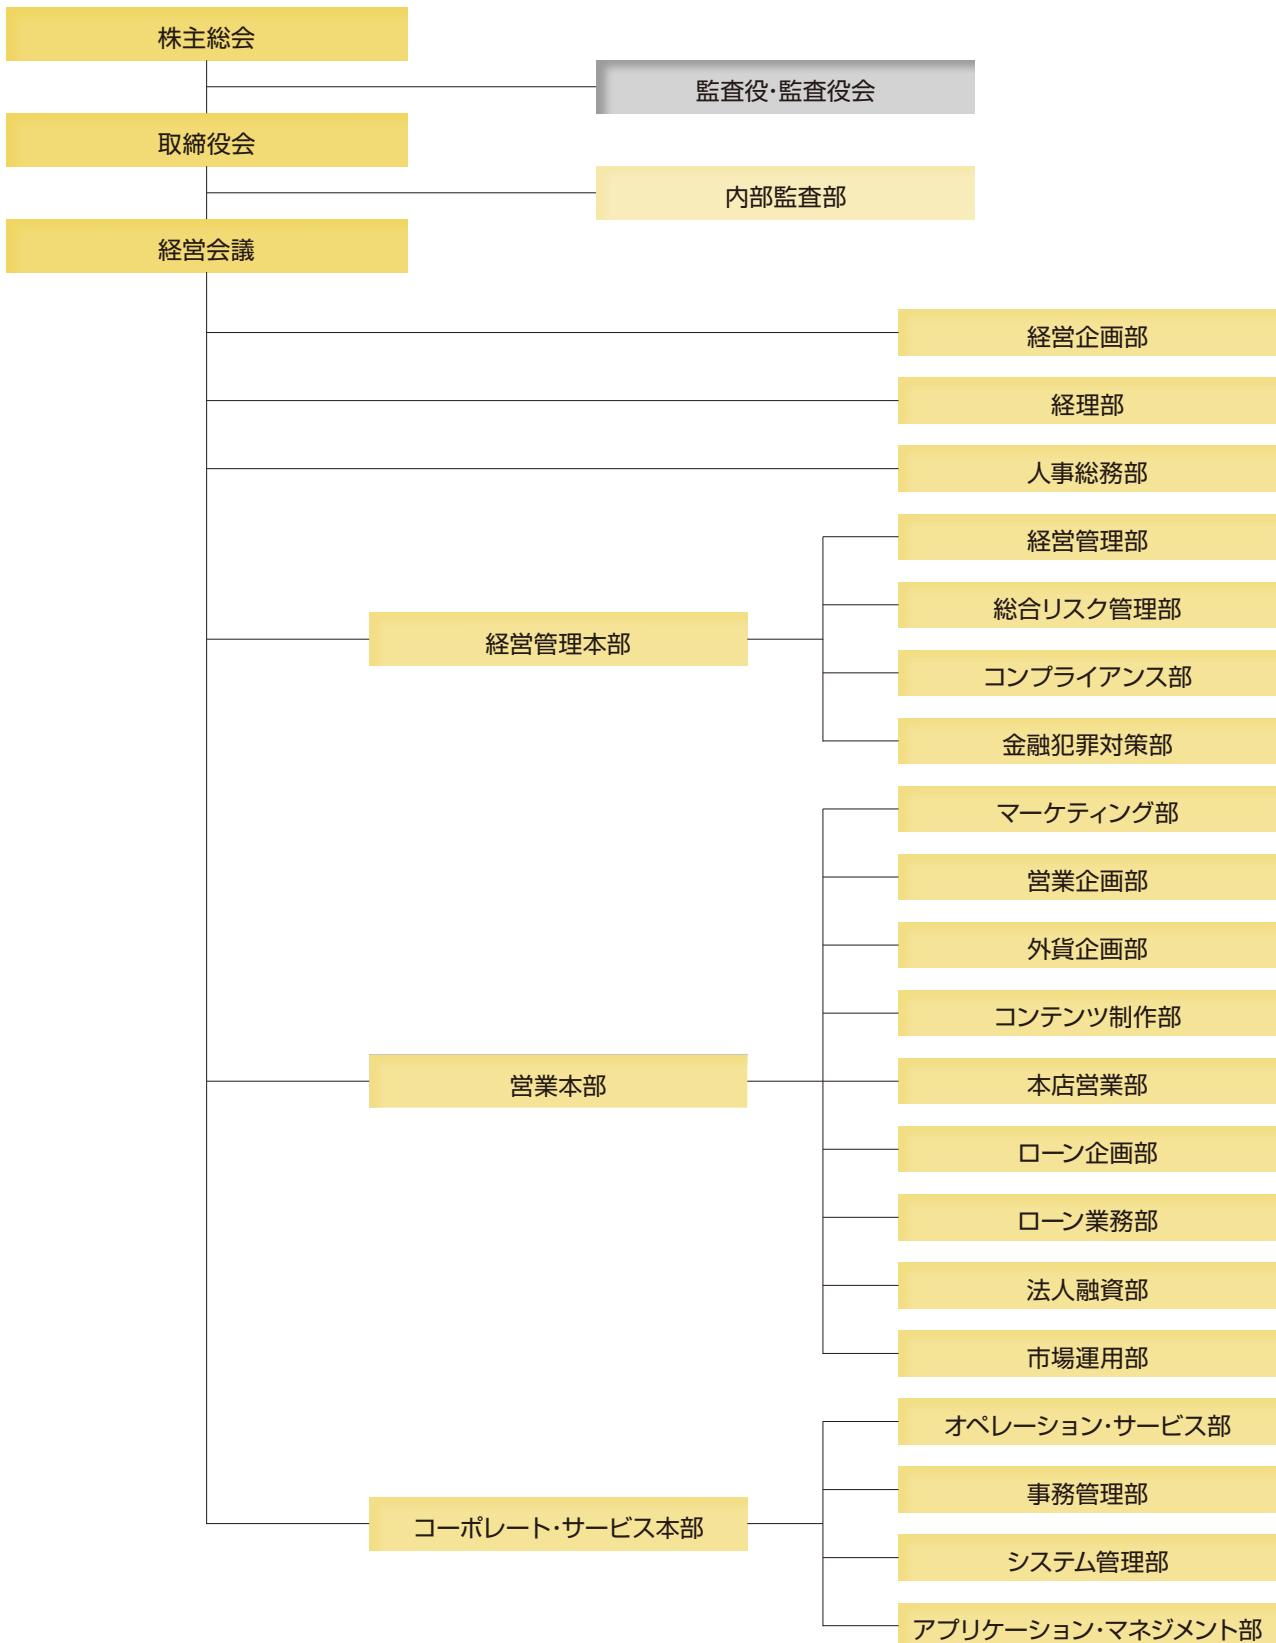 株主総会
監査役・監査役会
取締役会
内部監査部
経営会議
経営企画部
経理部
人事総務部
経営管理本部
経営管理部
総合リスク管理部
コンプライアンス部
金融犯罪対策部
営業本部
マーケティング部
営業企画部
外貨企画部
コンテンツ制作部
本店営業部
ローン企画部
ローン業務部
法人融資部
市場運用部
コーポレート・サービス本部
オペレーション・サービス部
事務管理部
システム管理部
アプリケーション・マネジメント部